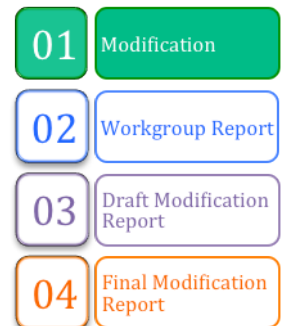 01
Modification
02
Workgroup Report
03
Draft Modification
Report
04
Final Modification
Report